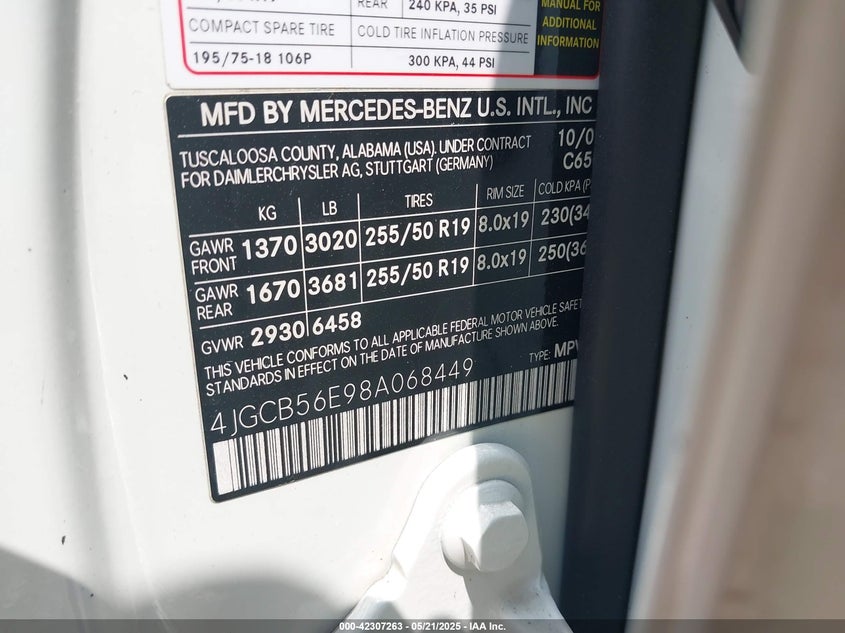 REAR 240 KPA, 35 PSI
COMPACT SPARE TIRE COLD TIRE INFLATION PRESSURE
195/75-18 106P 300 KPA, 44 PSI
MANUAL FOR
ADDITIONAL
INFORMATION
MFD BY MERCEDES-BENZ U.S. INTL., INC
TUSCALOOSA COUNTY, ALABAMA (USA). UNDER CONTRACT 10/0
FOR DAIMLERCHRYSLER AG, STUTTGART (GERMANY) C65
KG LB TIRES RIM SIZE COLD KPA (P
GAWR FRONT 1370 3020 255/50 R19 8.0x19 230(34
GAWR REAR 1670 3681 255/50 R19 8.0x19 250(36
GVWR 2930 6458
THIS VEHICLE CONFORMS TO ALL APPLICABLE FEDERAL MOTOR VEHICLE SAFET
STANDARDS IN EFFECT ON THE DATE OF MANUFACTURE SHOWN ABOVE.
TYPE: MPV
4JGCB56E98A068449
000-42307263 - 05/21/2025 - IAA Inc.